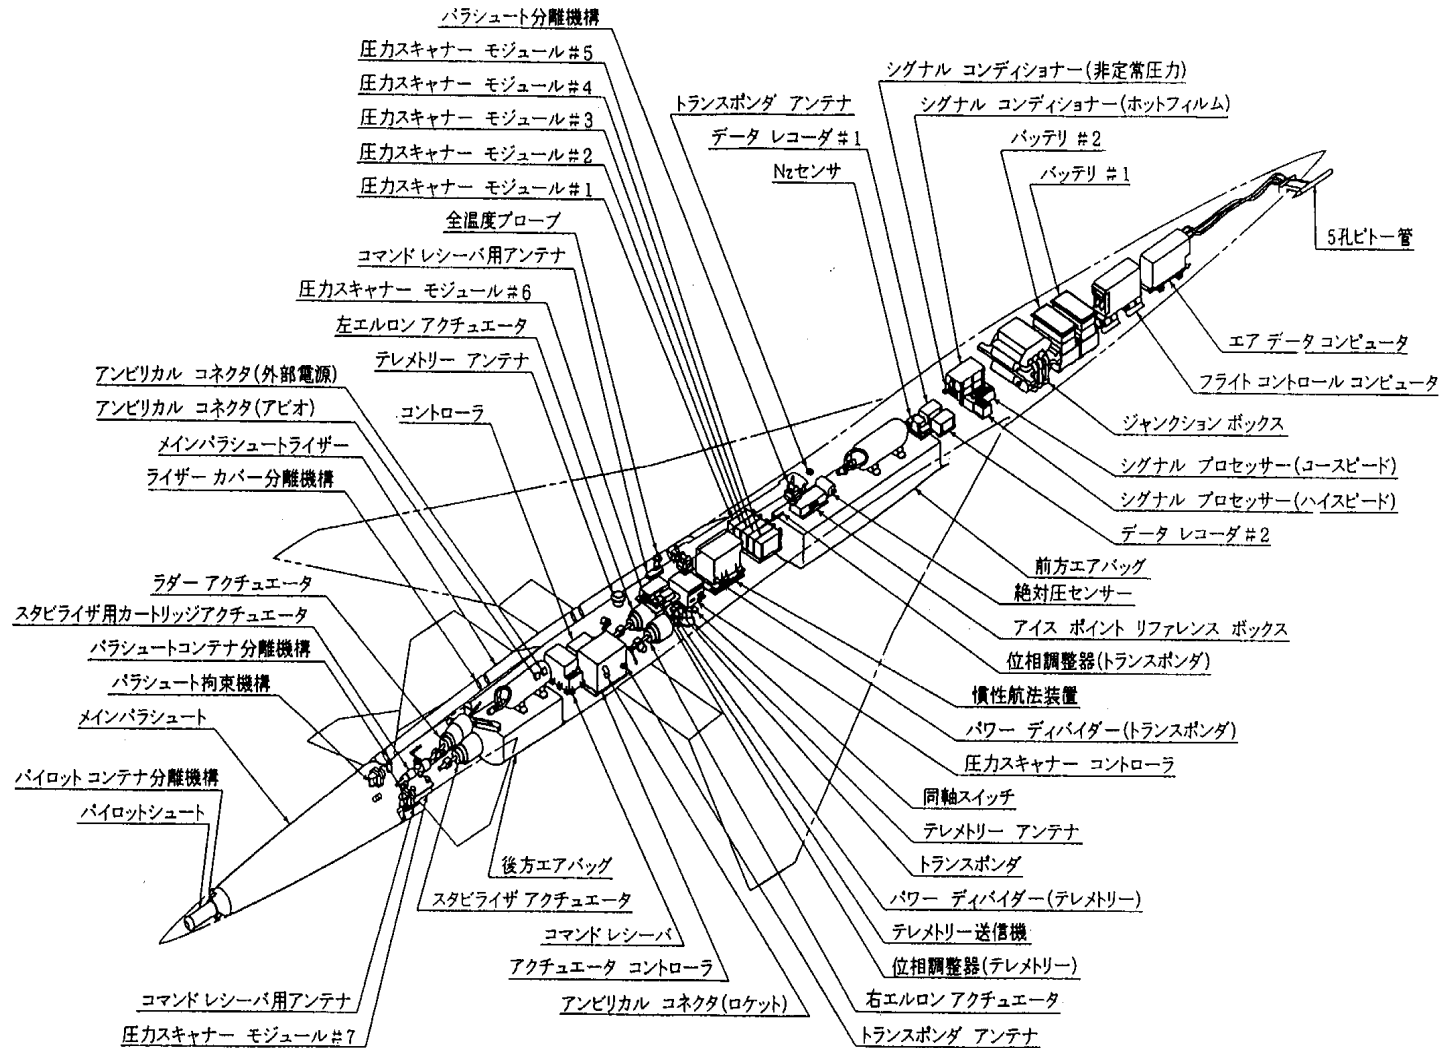 パラシュート分離機構
圧力スキャナー モジュール#5
圧力スキャナー モジュール#4
圧力スキャナー モジュール#3
圧力スキャナー モジュール#2
圧力スキャナー モジュール#1
全温度プローブ
コマンド レシーバ用アンテナ
圧力スキャナー モジュール#6
左エルロン アクチュエータ
テレメトリー アンテナ
アンビリカル コネクタ(外部電源)
アンビリカル コネクタ(アビオ)
コントローラ
メインパラシュートライザー
ライザー カバー分離機構
ラダー アクチュエータ
スタビライザ用カートリッジアクチュエータ
パラシュートコンテナ分離機構
パラシュート拘束機構
メインパラシュート
パイロット コンテナ分離機構
パイロットシュート
トランスポンダ アンテナ
データ レコーダ#1
Nzセンサ
シグナル コンディショナー(非定常圧力)
シグナル コンディショナー(ホットフィルム)
バッテリ #2
バッテリ #1
5孔ピトー管
エア データ コンピュータ
フライト コントロール コンピュータ
ジャンクション ボックス
シグナル プロセッサー(コースピード)
シグナル プロセッサー(ハイスピード)
データ レコーダ#2
前方エアバッグ
絶対圧センサー
アイス ポイント リファレンス ボックス
位相調整器(トランスポンダ)
慣性航法装置
パワー ディバイダー(トランスポンダ)
圧力スキャナー コントローラ
同軸スイッチ
テレメトリー アンテナ
トランスポンダ
パワー ディバイダー(テレメトリー)
テレメトリー送信機
位相調整器(テレメトリー)
右エルロン アクチュエータ
トランスポンダ アンテナ
後方エアバッグ
スタビライザ アクチュエータ
コマンド レシーバ
アクチュエータ コントローラ
アンビリカル コネクタ(ロケット)
コマンド レシーバ用アンテナ
圧力スキャナー モジュール#7